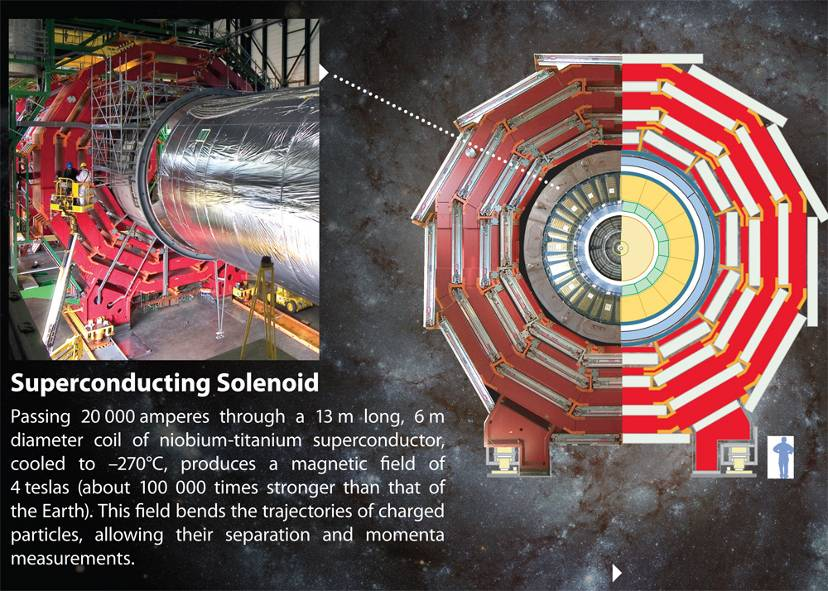 Superconducting Solenoid
Passing 20 000 amperes through a 13 m long, 6 m
diameter coil of niobium-titanium superconductor,
cooled to –270°C, produces a magnetic field of
4 teslas (about 100 000 times stronger than that of
the Earth). This field bends the trajectories of charged
particles, allowing their separation and momenta
measurements.